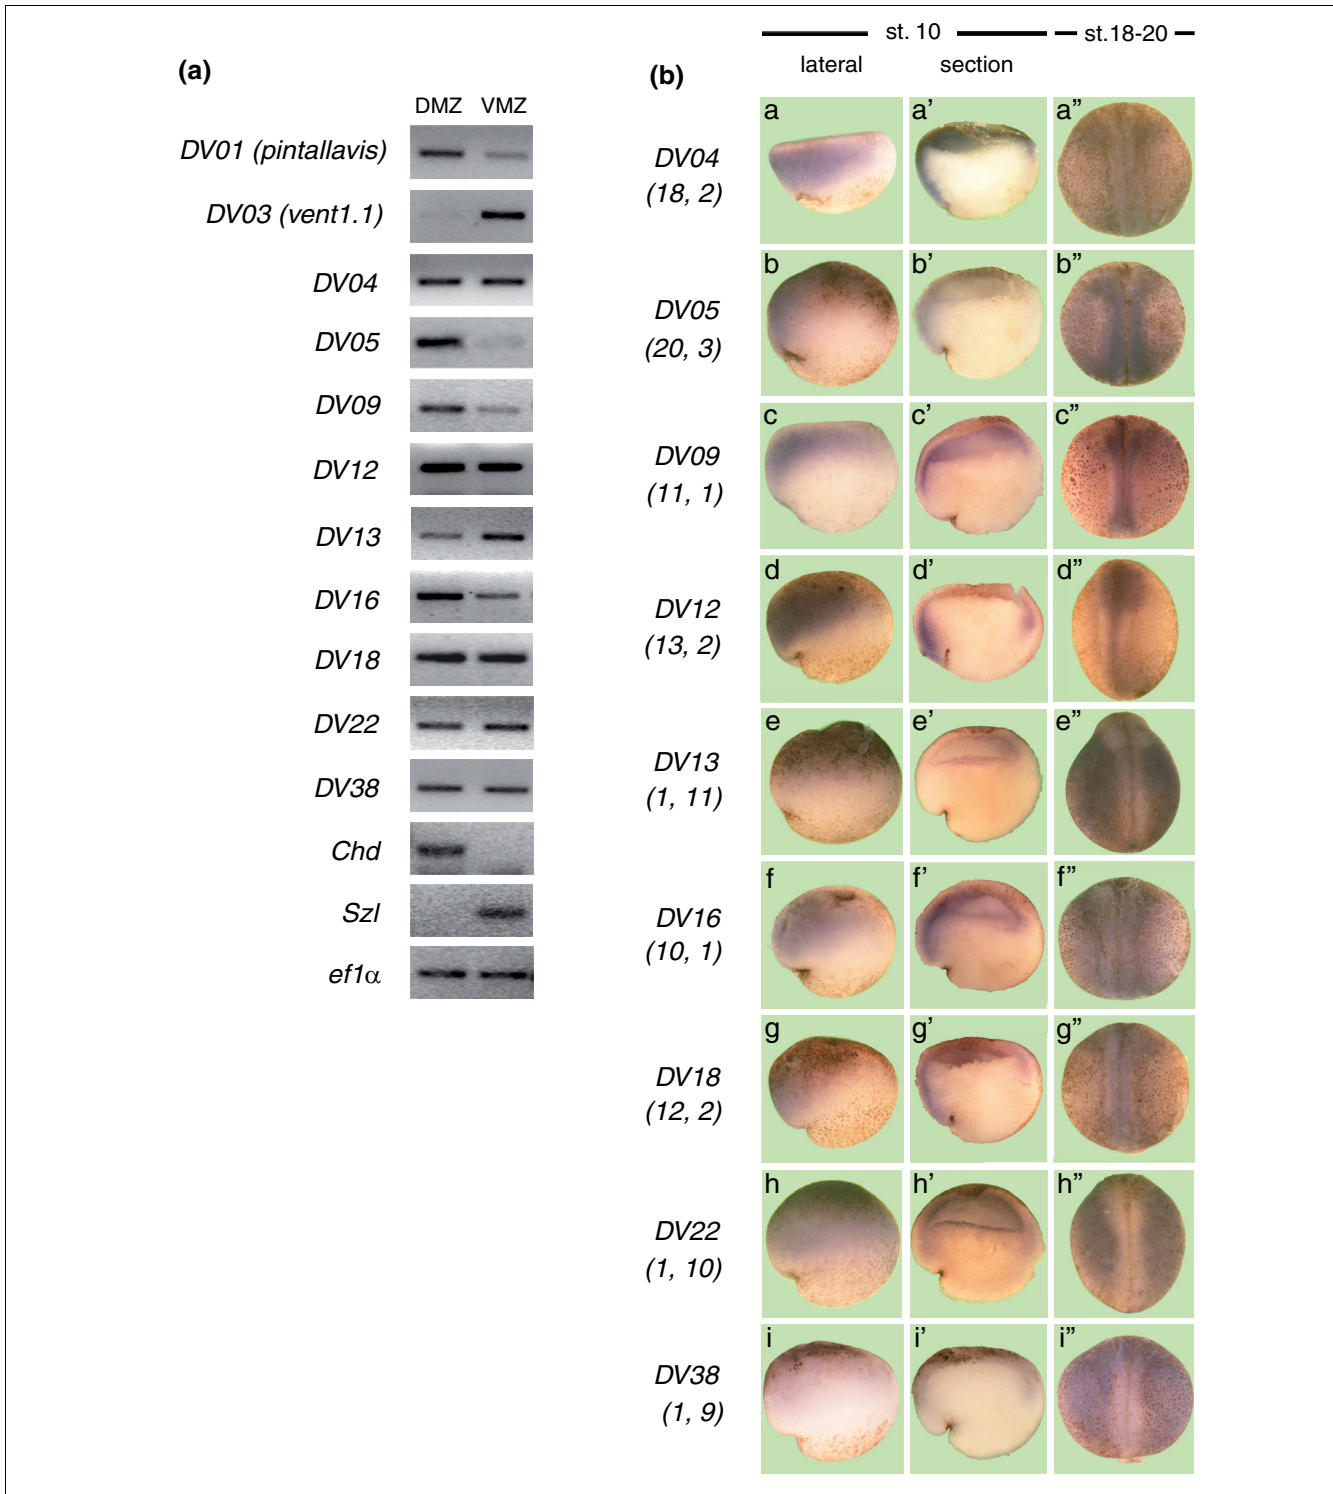 (a)
DMZ VMZ
DV01 (pintallavis)
DV03 (vent1.1)
DV04
DV05
DV09
DV12
DV13
DV16
DV18
DV22
DV38
Chd
Szl
ef1α
(b)
st. 10 st.18-20
lateral section
DV04
(18, 2)
a a' a”
DV05
(20, 3)
b b' b”
DV09
(11, 1)
c c' c”
DV12
(13, 2)
d d' d”
DV13
(1, 11)
e e' e”
DV16
(10, 1)
f f' f”
DV18
(12, 2)
g g' g”
DV22
(1, 10)
h h' h”
DV38
(1, 9)
i i' i”